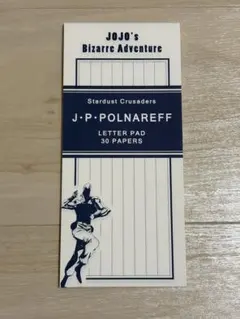 JOJO's
Bizarre Adventure
Stardust Crusaders
J・P・POLNAREFF
LETTER PAD
30 PAPERS